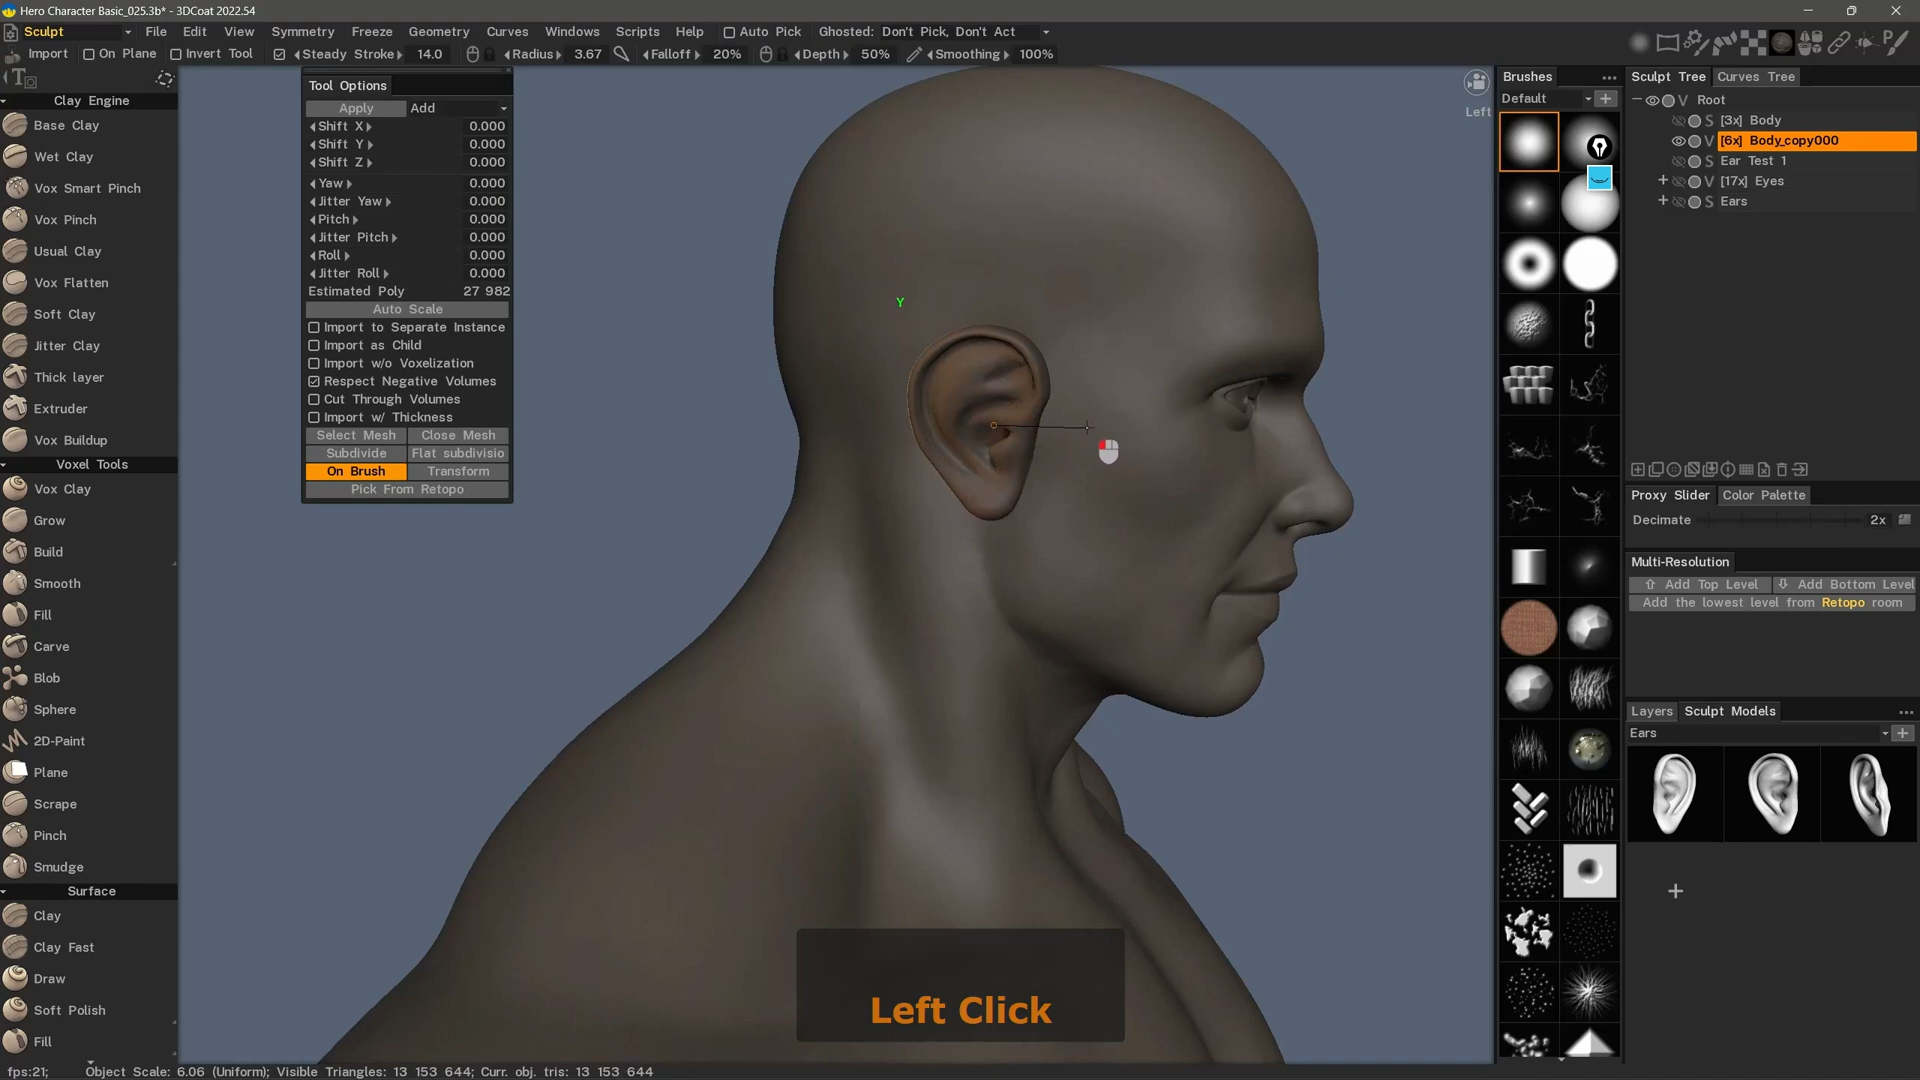 Hero Character Basic_025.3b* - 3DCoat 2022.54
Sculpt File Edit View Symmetry Freeze Geometry Curves Windows Scripts Help Auto Pick Ghosted: Don't Pick, Don't Act
Import On Plane Invert Tool Steady Stroke 14.0 Radius 3.67 Falloff 20% Depth 50% Smoothing 100%
Clay Engine
Base Clay
Wet Clay
Vox Smart Pinch
Vox Pinch
Usual Clay
Vox Flatten
Soft Clay
Jitter Clay
Thick layer
Extruder
Vox Buildup
Voxel Tools
Vox Clay
Grow
Build
Smooth
Fill
Carve
Blob
Sphere
2D-Paint
Plane
Scrape
Pinch
Smudge
Surface
Clay
Clay Fast
Draw
Soft Polish
Fill
Tool Options
Apply Add
Shift X 0.000
Shift Y 0.000
Shift Z 0.000
Yaw 0.000
Jitter Yaw 0.000
Pitch 0.000
Jitter Pitch 0.000
Roll 0.000
Jitter Roll 0.000
Estimated Poly 27 982
Auto Scale
Import to Separate Instance
Import as Child
Import w/o Voxelization
Respect Negative Volumes
Cut Through Volumes
Import w/ Thickness
Select Mesh Close Mesh
Subdivide Flat subdivisio
On Brush Transform
Pick From Retopo
Y
Left
Left Click
Brushes
Default
Sculpt Tree Curves Tree
V Root
S [3x] Body
V [6x] Body_copy000
S Ear Test 1
V [17x] Eyes
S Ears
Proxy Slider Color Palette
Decimate 2x
Multi-Resolution
Add Top Level Add Bottom Level
Add the lowest level from Retopo room
Layers Sculpt Models
Ears
fps:21; Object Scale: 6.06 (Uniform); Visible Triangles: 13 153 644; Curr. obj. tris: 13 153 644